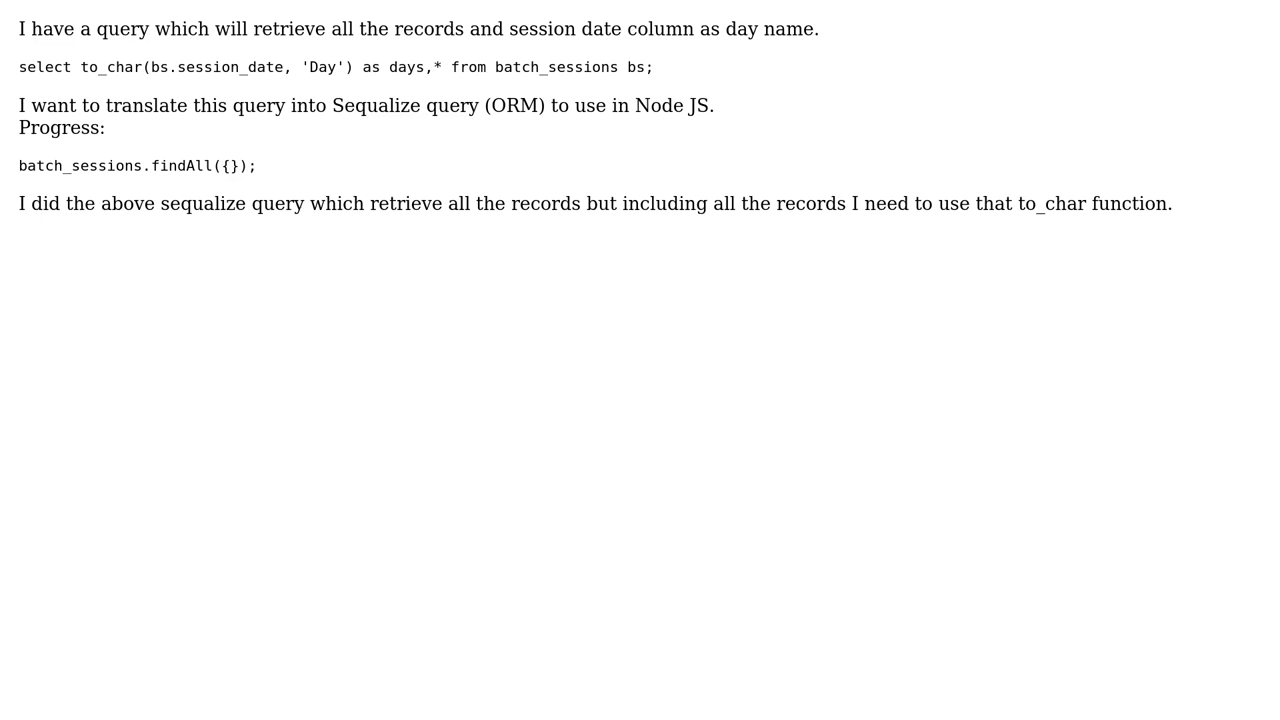 I have a query which will retrieve all the records and session date column as day name.
select to_char(bs.session_date, 'Day') as days,* from batch_sessions bs;
I want to translate this query into Sequalize query (ORM) to use in Node JS.
Progress:
batch_sessions.findAll({});
I did the above sequalize query which retrieve all the records but including all the records I need to use that to_char function.